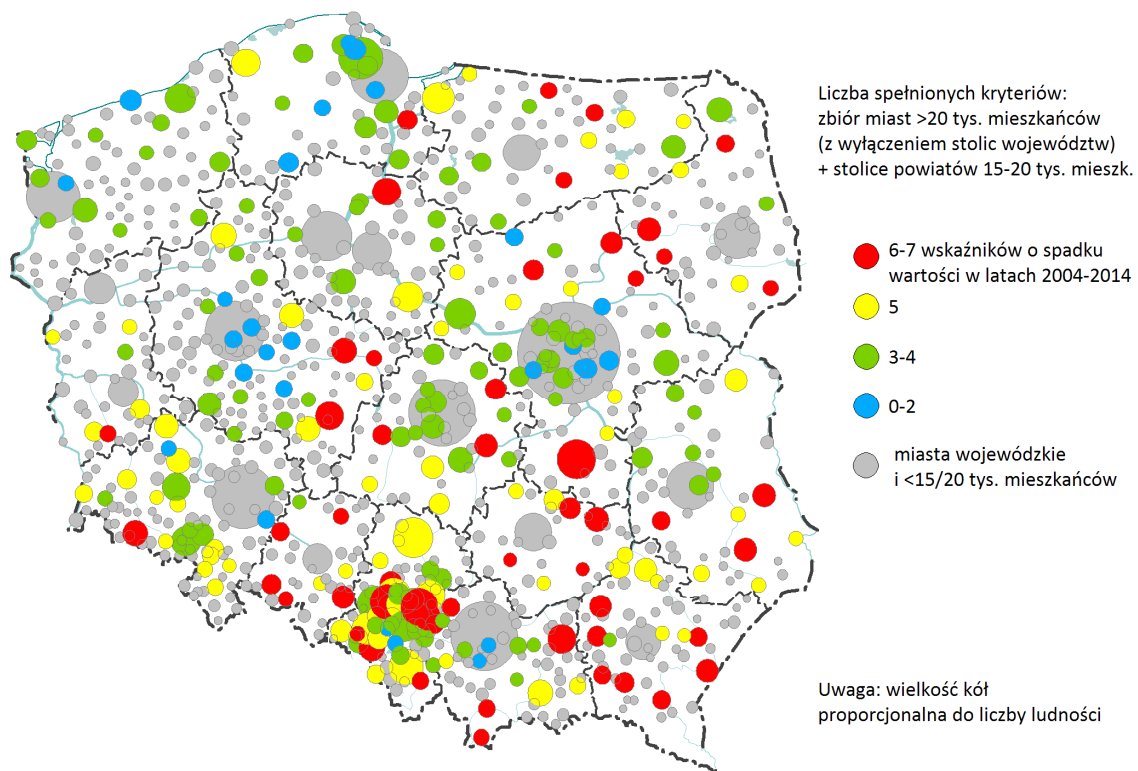 Liczba spełnionych kryteriów:
zbiór miast >20 tys. mieszkańców
(z wyłączeniem stolic województw)
+ stolice powiatów 15-20 tys. mieszk.
6-7 wskaźników o spadku
wartości w latach 2004-2014
5
3-4
0-2
miasta wojewódzkie
i <15/20 tys. mieszkańców
Uwaga: wielkość kół
proporcjonalna do liczby ludności